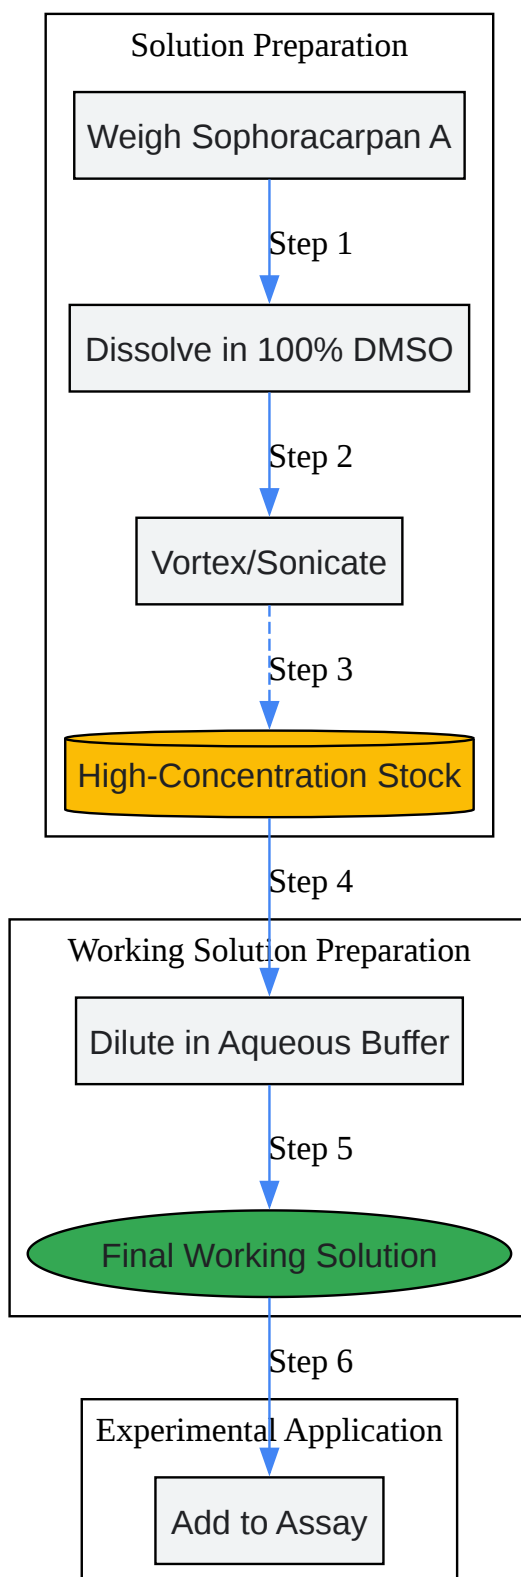 Solution Preparation
Weigh Sophoracarpan A
Step 1
Dissolve in 100% DMSO
Step 2
Vortex/Sonicate
Step 3
High-Concentration Stock
Step 4
Working Solution Preparation
Dilute in Aqueous Buffer
Step 5
Final Working Solution
Step 6
Experimental Application
Add to Assay